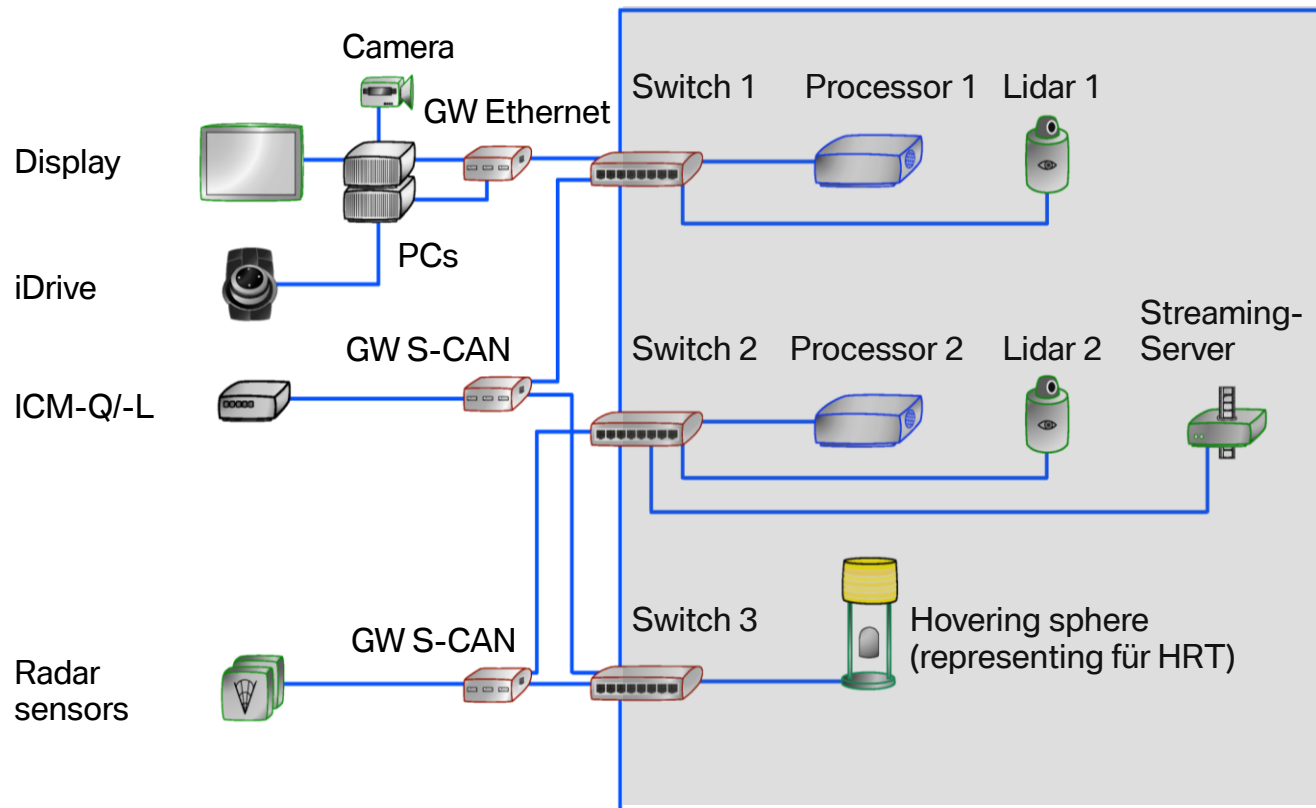 Camera
GW Ethernet
Switch 1
Processor 1
Lidar 1
Display
PCs
iDrive
GW S-CAN
Switch 2
Processor 2
Lidar 2
Streaming-
Server
ICM-Q/-L
GW S-CAN
Switch 3
Hovering sphere
(representing für HRT)
Radar
sensors